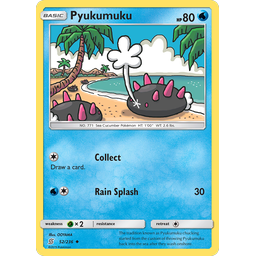 BASIC Pyukumuku HP80
NO. 771 Sea Cucumber Pokémon HT: 1'00" WT: 2.6 lbs.
Collect
Draw a card.
Rain Splash 30
weakness ×2 resistance retreat
Illus. OOYAMA
53/236